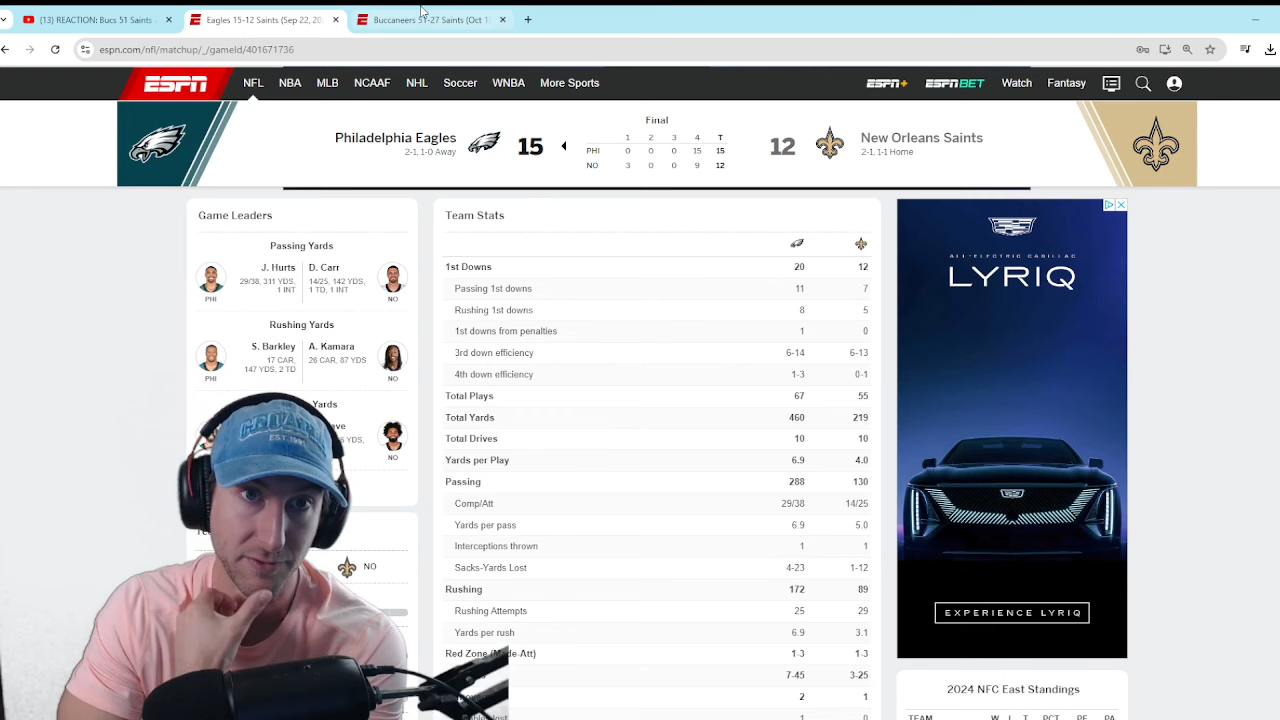 (13) REACTION: Bucs 51 Saints
Eagles 15-12 Saints (Sep 22, 20
Buccaneers 51-27 Saints (Oct 1
espn.com/nfl/matchup/_/gameId/401671736
ESPN NFL NBA MLB NCAAF NHL Soccer WNBA More Sports ESPN+ ESPNBET Watch Fantasy
Philadelphia Eagles
2-1, 1-0 Away
15
Final
1 2 3 4 T
PHI 0 0 0 15 15
NO 3 0 0 9 12
12
New Orleans Saints
2-1, 1-1 Home
Game Leaders
Passing Yards
J. Hurts
29/38, 311 YDS,
1 INT
PHI
D. Carr
14/25, 142 YDS,
1 TD, 1 INT
NO
Rushing Yards
S. Barkley
17 CAR,
147 YDS, 2 TD
PHI
A. Kamara
26 CAR, 87 YDS
NO
Yards
NO
NO
Team Stats
1st Downs 20 12
Passing 1st downs 11 7
Rushing 1st downs 8 5
1st downs from penalties 1 0
3rd down efficiency 6-14 6-13
4th down efficiency 1-3 0-1
Total Plays 67 55
Total Yards 460 219
Total Drives 10 10
Yards per Play 6.9 4.0
Passing 288 130
Comp/Att 29/38 14/25
Yards per pass 6.9 5.0
Interceptions thrown 1 1
Sacks-Yards Lost 4-23 1-12
Rushing 172 89
Rushing Attempts 25 29
Yards per rush 6.9 3.1
Red Zone Att) 1-3 1-3
7-45 3-25
2 1
1 0
ALL-ELECTRIC CADILLAC
LYRIQ
EXPERIENCE LYRIQ
2024 NFC East Standings
TEAM W L T PCT PF PA
EST. 1991